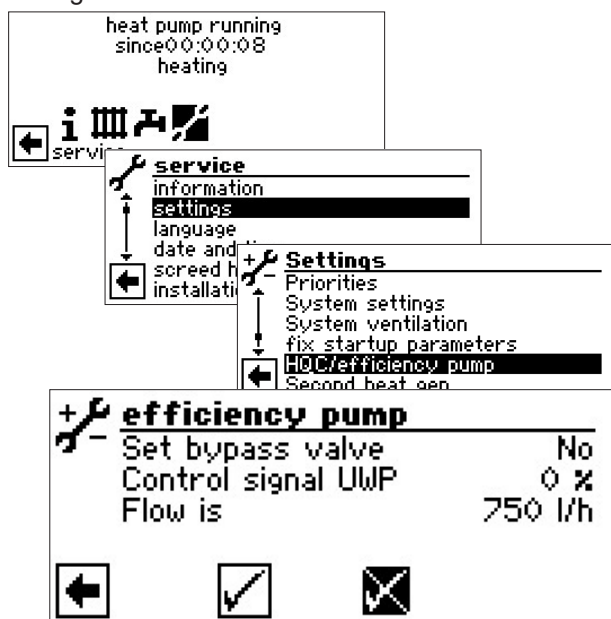 heat pump running
since00:00:08
heating
service
information
settings
language
date and
screed h
installati
Settings
Priorities
System settings
System ventilation
fix startup parameters
HQC/efficiency pump
Second heat gen
efficiency pump
Set bypass valve No
Control signal UWP 0 %
Flow is 750 l/h